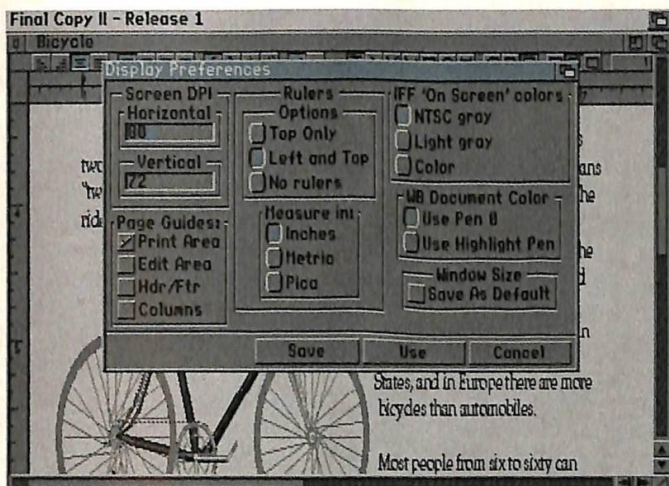 Final Copy II - Release 1
Bicycle
Display Preferences
Screen DPI
Horizontal
80
Vertical
72
Page Guides:
Print Area
Edit Area
Hdr/Ftr
Columns
Rulers
Options
Top Only
Left and Top
No rulers
Measure in:
Inches
Metric
Pica
IFF 'On Screen' colors
NTSC gray
Light gray
Color
WB Document Color
Use Pen 0
Use Highlight Pen
Window Size
Save As Default
Save
Use
Cancel
States, and in Europe there are more
bicycles than automobiles.
Most people from six to sixty can